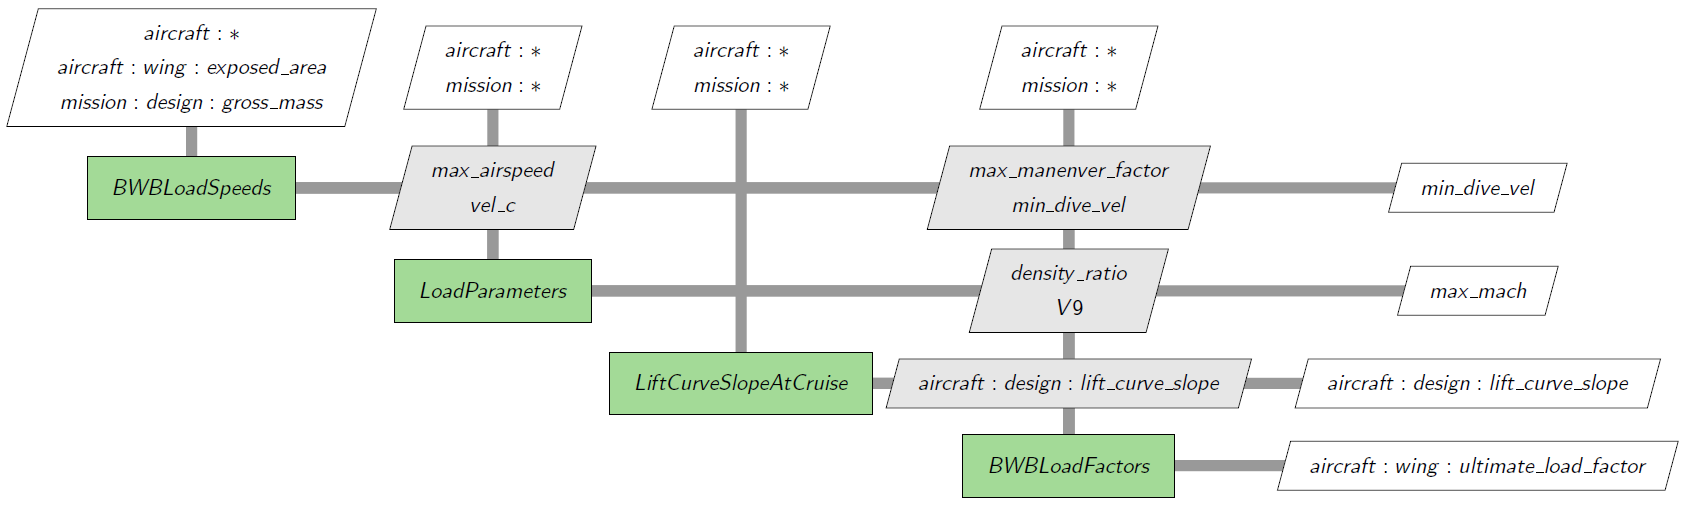 aircraft : *
aircraft : wing : exposed_area
mission : design : gross_mass
aircraft : *
mission : *
aircraft : *
mission : *
aircraft : *
mission : *
BWBLoadSpeeds
max_airspeed
vel_c
max_manenver_factor
min_dive_vel
min_dive_vel
LoadParameters
density_ratio
V9
max_mach
LiftCurveSlopeAtCruise
aircraft : design : lift_curve_slope
aircraft : design : lift_curve_slope
BWBLoadFactors
aircraft : wing : ultimate_load_factor